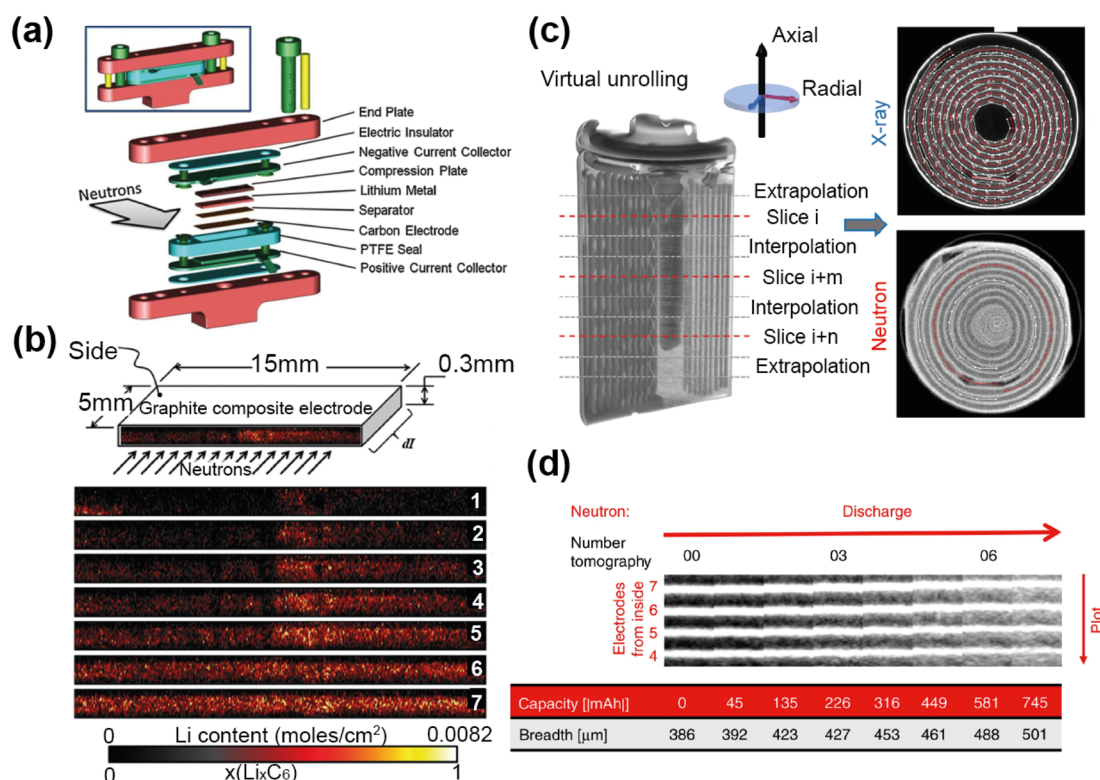 (a)
End Plate
Electric Insulator
Negative Current Collector
Compression Plate
Lithium Metal
Separator
Carbon Electrode
PTFE Seal
Positive Current Collector
Neutrons
(b)
Side
15mm
0.3mm
5mm
Graphite composite electrode
dI
Neutrons
1
2
3
4
5
6
7
0 Li content (moles/cm²) 0.0082
0 x(LiₓC₆) 1
(c)
Virtual unrolling
Axial
Radial
Extrapolation
Slice i
Interpolation
Slice i+m
Interpolation
Slice i+n
Extrapolation
X-ray
Neutron
(d)
Neutron: Discharge
Number tomography 00 03 06
Electrodes from inside
7
6
5
4
Plot
Capacity [|mAh|] 0 45 135 226 316 449 581 745
Breadth [μm] 386 392 423 427 453 461 488 501